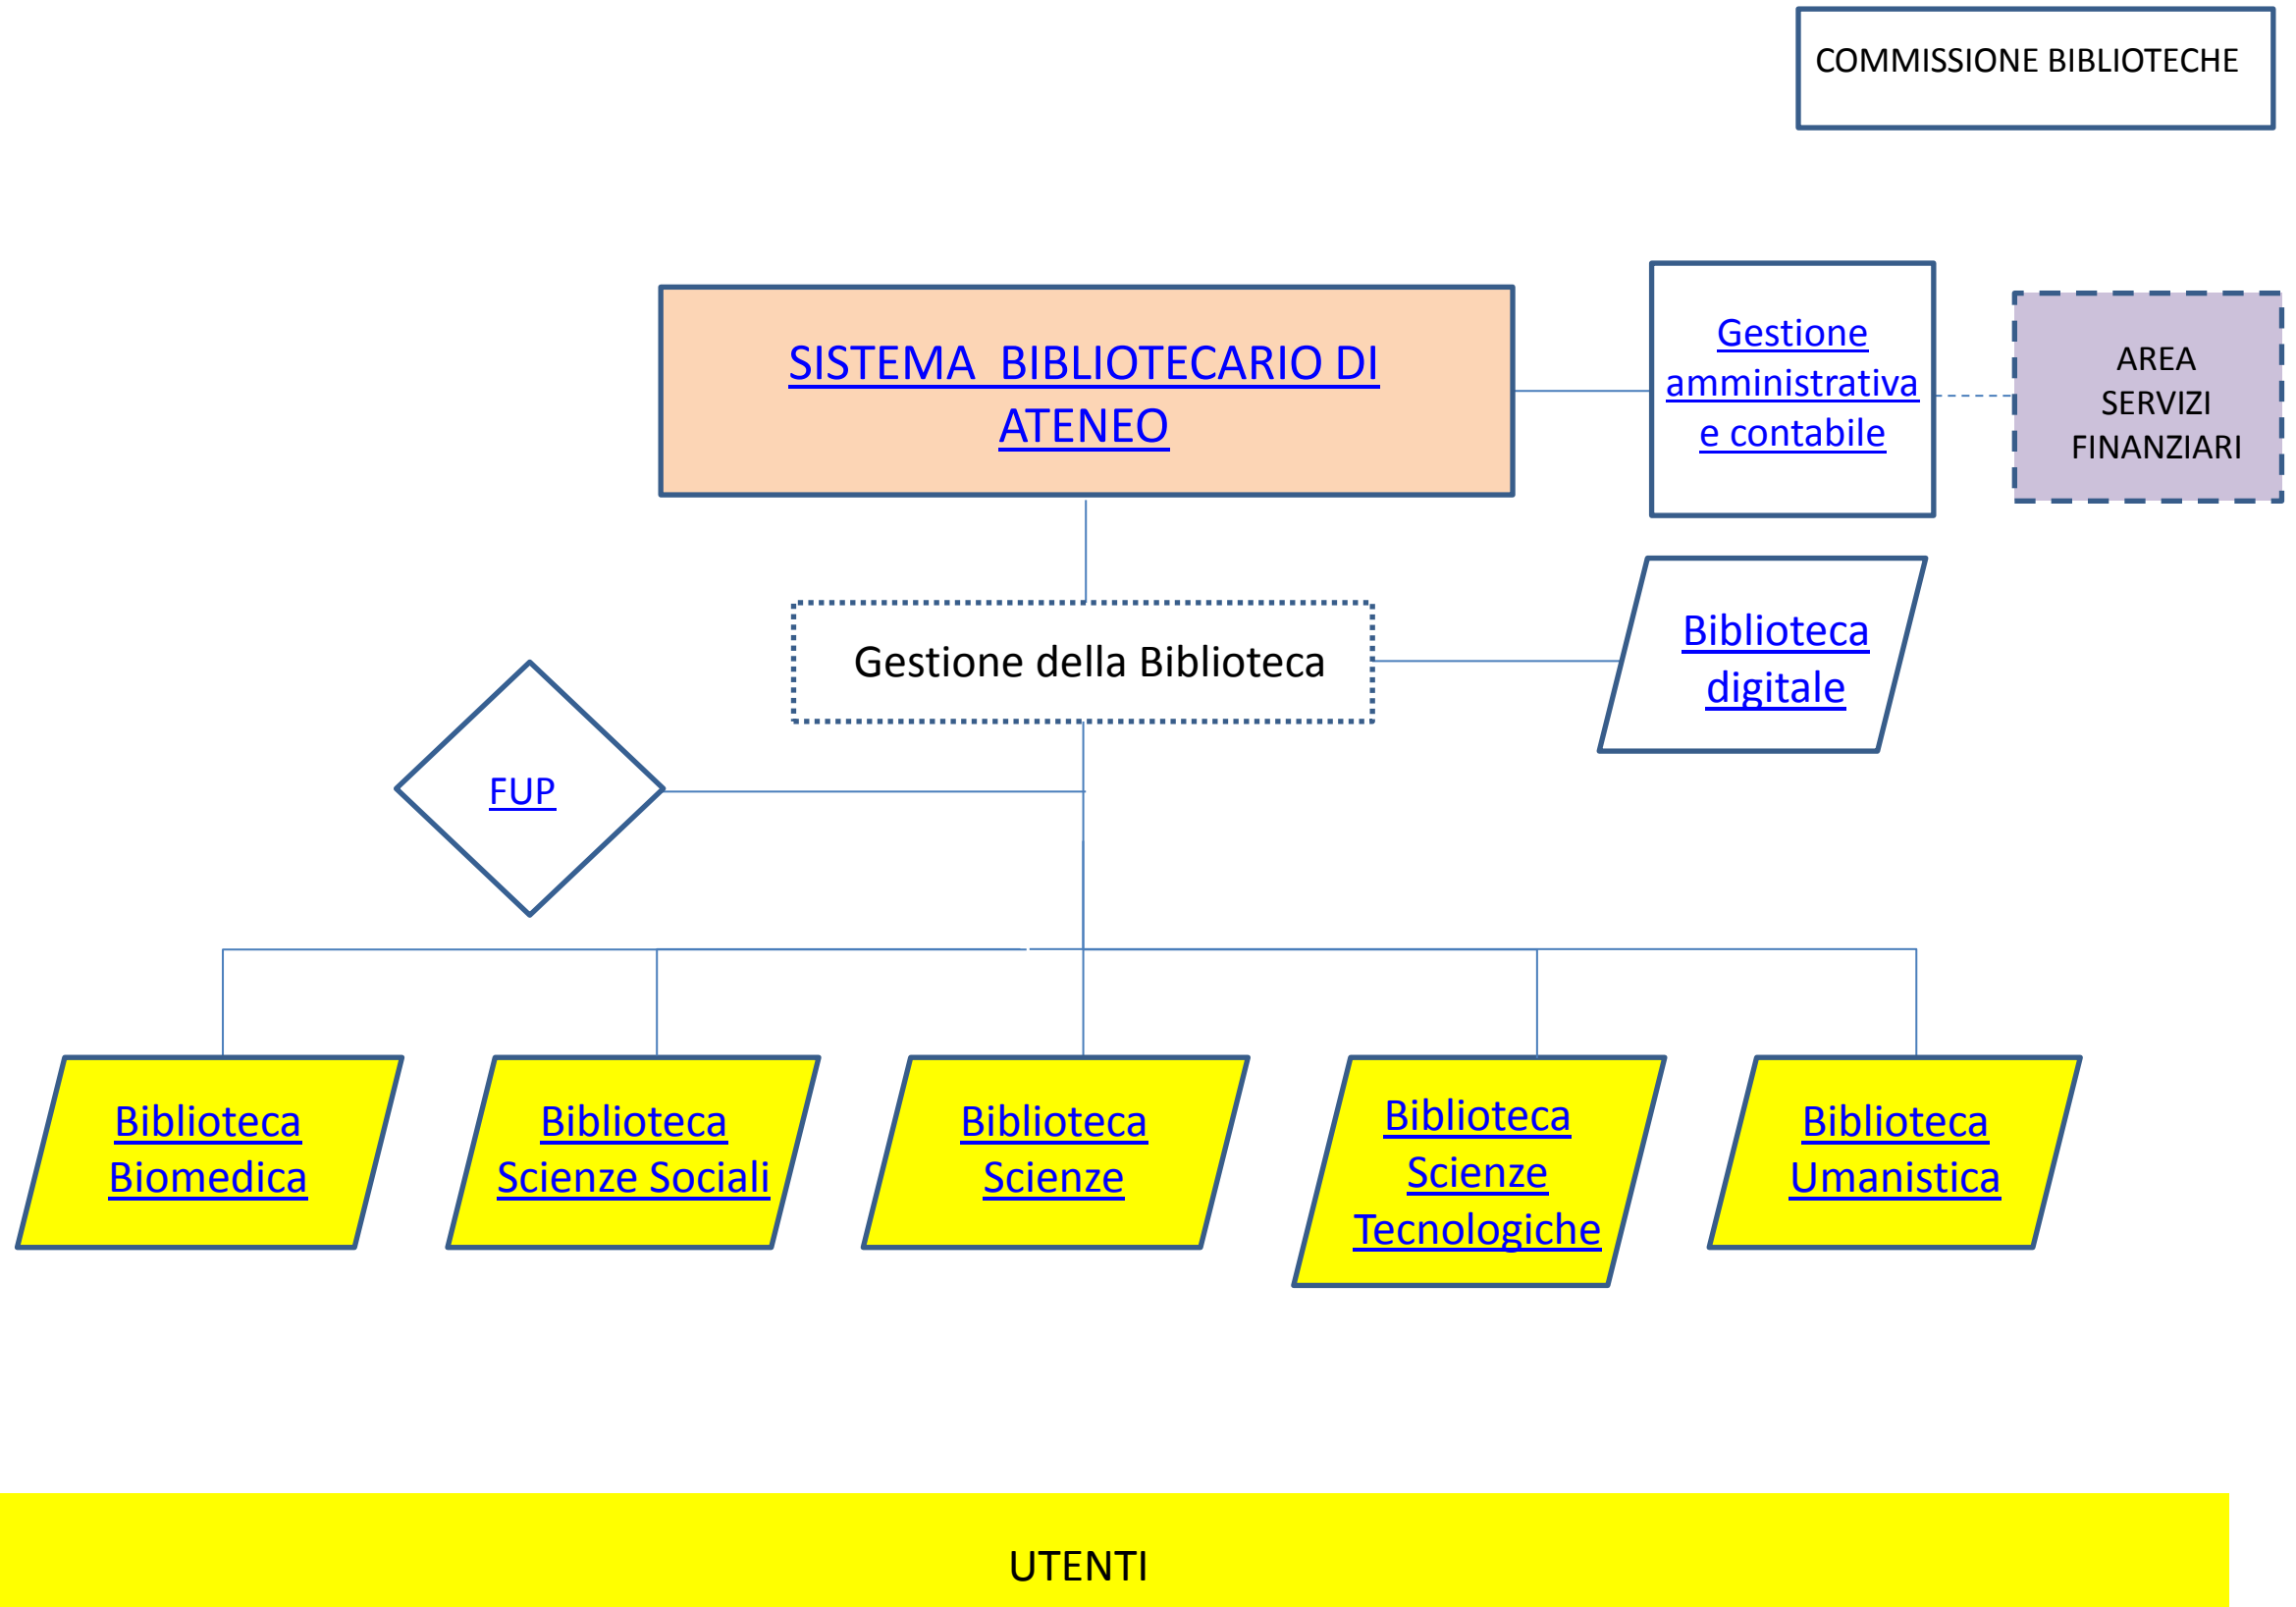 COMMISSIONE BIBLIOTECHE
SISTEMA  BIBLIOTECARIO DI
ATENEO
Gestione
amministrativa
e contabile
AREA
SERVIZI
FINANZIARI
Gestione della Biblioteca
Biblioteca
digitale
FUP
Biblioteca
Biomedica
Biblioteca
Scienze Sociali
Biblioteca
Scienze
Biblioteca
Scienze
Tecnologiche
Biblioteca
Umanistica
UTENTI